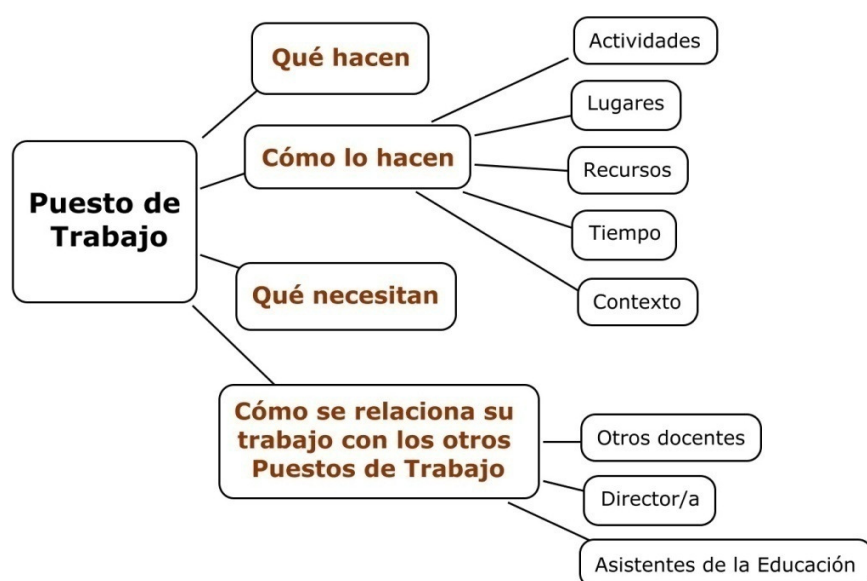 Puesto de
Trabajo
Qué hacen
Cómo lo hacen
Actividades
Lugares
Recursos
Tiempo
Contexto
Qué necesitan
Cómo se relaciona su
trabajo con los otros
Puestos de Trabajo
Otros docentes
Director/a
Asistentes de la Educación